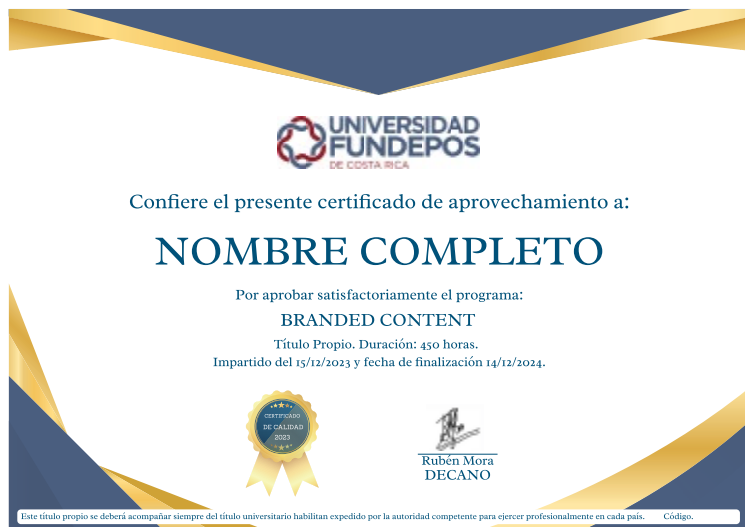 UNIVERSIDAD
FUNDEPOS
DE COSTA RICA
Confiere el presente certificado de aprovechamiento a:
NOMBRE COMPLETO
Por aprobar satisfactoriamente el programa:
BRANDED CONTENT
Título Propio. Duración: 450 horas.
Impartido del 15/12/2023 y fecha de finalización 14/12/2024.
CERTIFICADO
DE CALIDAD
2023
Rubén Mora
DECANO
Este título propio se deberá acompañar siempre del título universitario habilitan expedido por la autoridad competente para ejercer profesionalmente en cada país. Código.